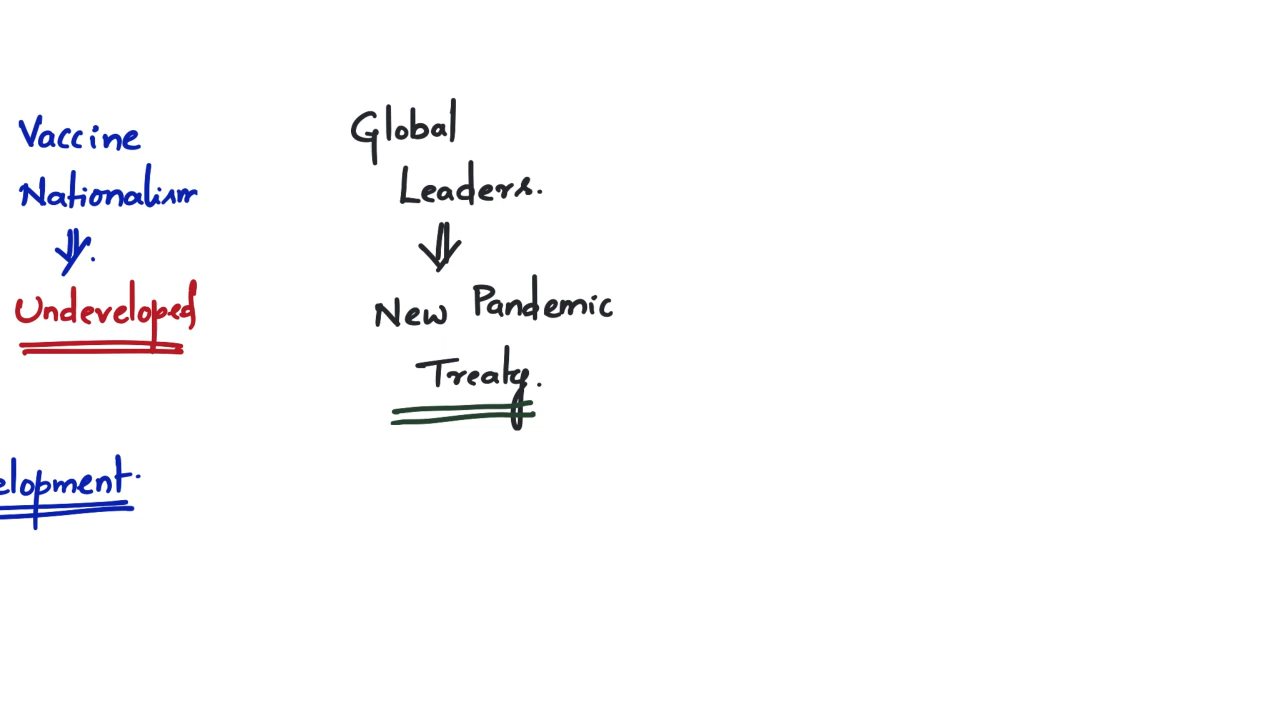 Vaccine
Nationalism
⇓.
Undeveloped
elopment.
Global
Leaders.
⇓
New Pandemic
Treaty.